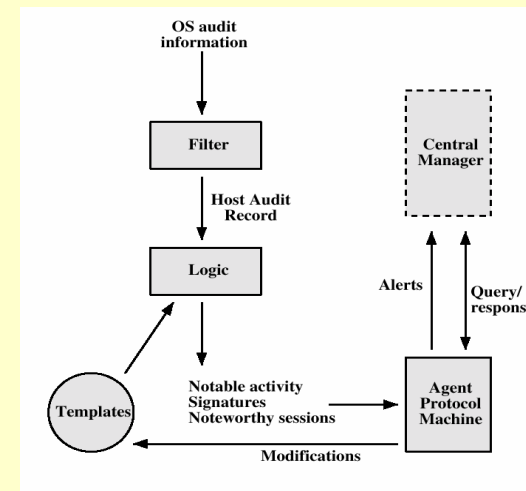 OS audit
information
Filter
Central
Manager
Host Audit
Record
Logic
Alerts
Query/
respons
Notable activity
Signatures
Noteworthy sessions
Templates
Agent
Protocol
Machine
Modifications